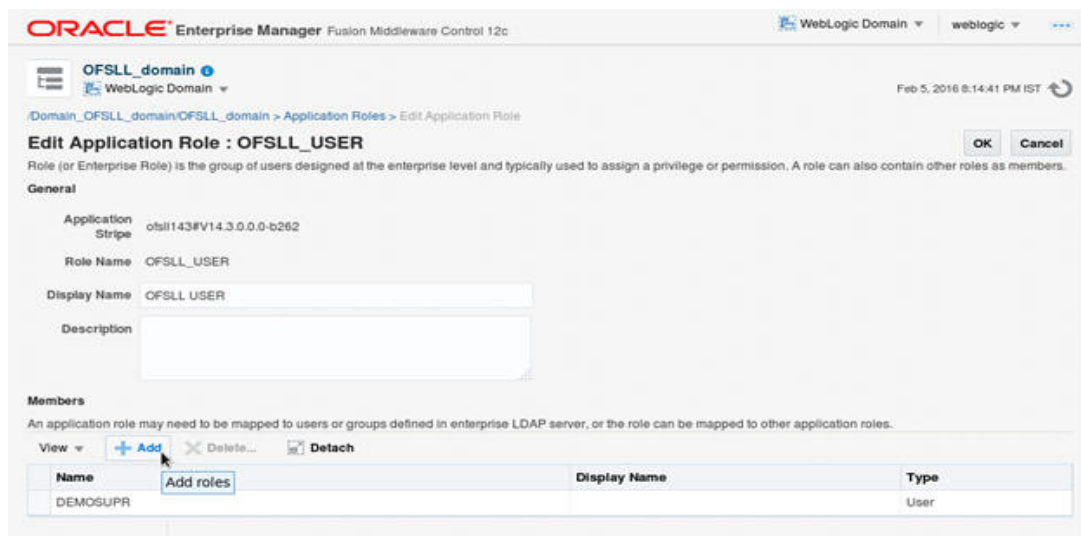 ORACLE Enterprise Manager Fusion Middleware Control 12c
WebLogic Domain weblogic
OFSLL_domain
WebLogic Domain
Feb 5, 2016 8:14:41 PM IST
/Domain_OFSLL_domain/OFSLL_domain > Application Roles > Edit Application Role
Edit Application Role : OFSLL_USER
OK Cancel
Role (or Enterprise Role) is the group of users designed at the enterprise level and typically used to assign a privilege or permission. A role can also contain other roles as members.
General
Application
Stripe
ofsll143#V14.3.0.0.0-b262
Role Name OFSLL_USER
Display Name OFSLL USER
Description
Members
An application role may need to be mapped to users or groups defined in enterprise LDAP server, or the role can be mapped to other application roles.
View Add Delete... Detach
Name Display Name Type
Add roles
DEMOSUPR User